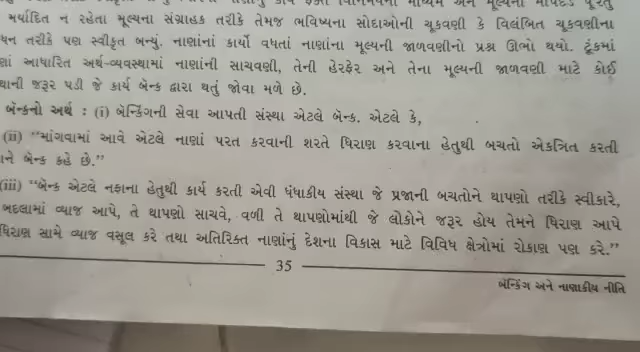 મર્યાદિત ન રહેતા મૂલ્યના સંગ્રાહક તરીકે તેમજ ભવિષ્યના સોદાઓની ચૂકવણી કે વિલંબિત ચૂકવણીના
ધન તરીકે પણ સ્વીકૃત બન્યું. નાણાંનાં કાર્યો વધતાં નાણાંના મૂલ્યની જાળવણીનો પ્રશ્ન ઊભો થયો. ટૂંકમાં
ણાં આધારિત અર્થ-વ્યવસ્થામાં નાણાંની સાચવણી, તેની હેરફેર અને તેના મૂલ્યની જાળવણી માટે કોઈ
થાની જરૂર પડી જે કાર્ય બૅન્ક દ્વારા થતું જોવા મળે છે.
બૅન્કનો અર્થ : (i) બૅન્કિંગની સેવા આપતી સંસ્થા એટલે બૅન્ક. એટલે કે,
(ii) “માંગવામાં આવે એટલે નાણાં પરત કરવાની શરતે ધિરાણ કરવાના હેતુથી બચતો એકત્રિત કરતી
ાને બૅન્ક કહે છે.”
(iii) “બૅન્ક એટલે નફાના હેતુથી કાર્ય કરતી એવી ધંધાકીય સંસ્થા જે પ્રજાની બચતોને થાપણો તરીકે સ્વીકારે,
બદલામાં વ્યાજ આપે, તે થાપણો સાચવે, વળી તે થાપણોમાંથી જે લોકોને જરૂર હોય તેમને ધિરાણ આપે
ધિરાણ સામે વ્યાજ વસૂલ કરે તથા અતિરિક્ત નાણાંનું દેશના વિકાસ માટે વિવિધ ક્ષેત્રોમાં રોકાણ પણ કરે.”
35
બૅન્કિંગ અને નાણાકીય નીતિ